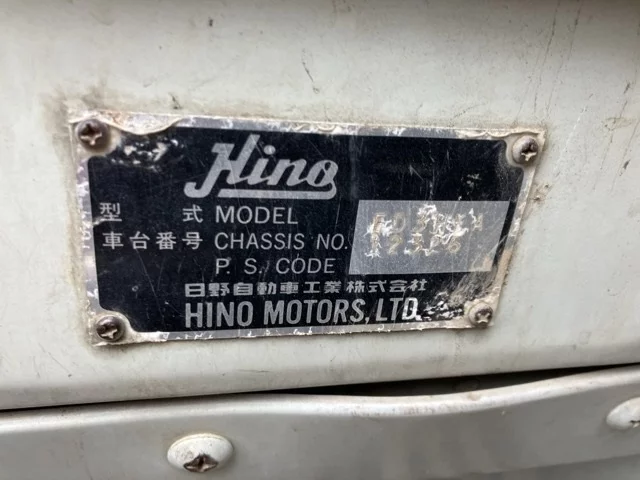 Hino
型 式 MODEL
車台番号 CHASSIS NO.
P. S. CODE
日野自動車工業株式会社
HINO MOTORS, LTD.